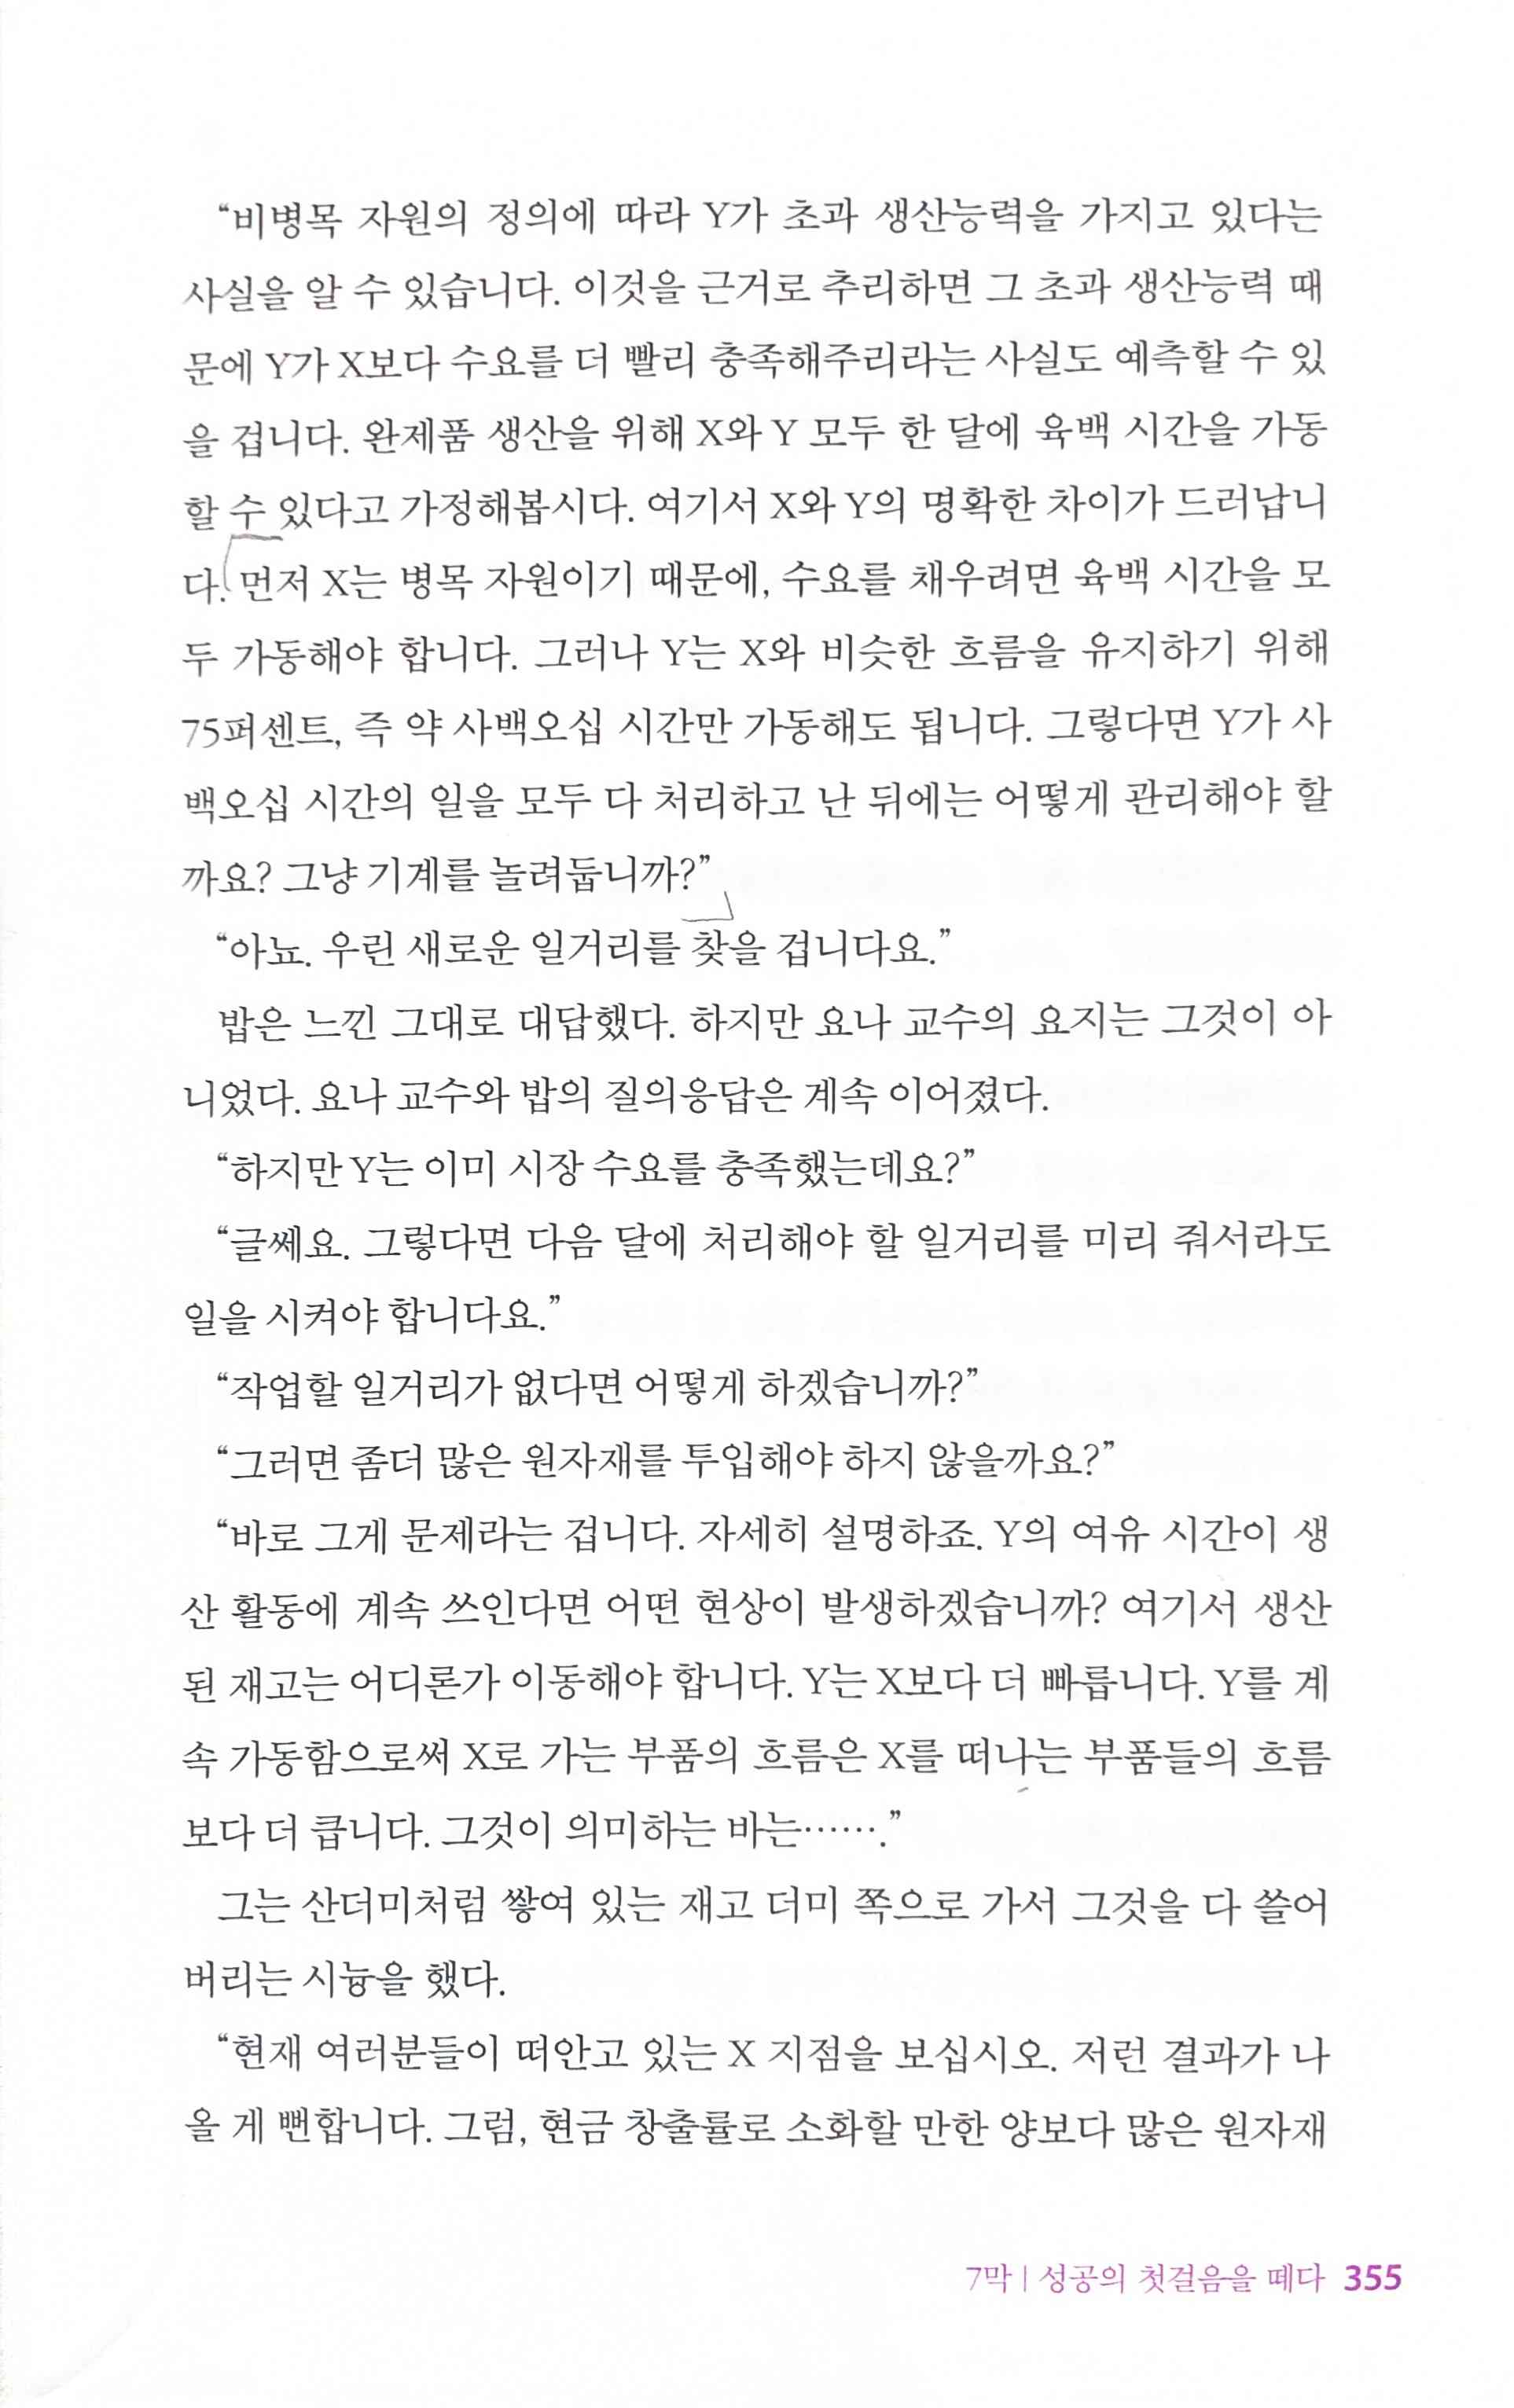 “비병목 자원의 정의에 따라 Y가 초과 생산능력을 가지고 있다는
사실을 알 수 있습니다. 이것을 근거로 추리하면 그 초과 생산능력 때
문에 Y가 X보다 수요를 더 빨리 충족해주리라는 사실도 예측할 수 있
을 겁니다. 완제품 생산을 위해 X와 Y 모두 한 달에 육백 시간을 가동
할 수 있다고 가정해봅시다. 여기서 X와 Y의 명확한 차이가 드러납니
다. 먼저 X는 병목 자원이기 때문에, 수요를 채우려면 육백 시간을 모
두 가동해야 합니다. 그러나 Y는 X와 비슷한 흐름을 유지하기 위해
75퍼센트, 즉 약 사백오십 시간만 가동해도 됩니다. 그렇다면 Y가 사
백오십 시간의 일을 모두 다 처리하고 난 뒤에는 어떻게 관리해야 할
까요? 그냥 기계를 놀려둡니까?”
“아뇨. 우린 새로운 일거리를 찾을 겁니다요.”
밥은 느낀 그대로 대답했다. 하지만 요나 교수의 요지는 그것이 아
니었다. 요나 교수와 밥의 질의응답은 계속 이어졌다.
“하지만 Y는 이미 시장 수요를 충족했는데요?”
“글쎄요. 그렇다면 다음 달에 처리해야 할 일거리를 미리 줘서라도
일을 시켜야 합니다요.”
“작업할 일거리가 없다면 어떻게 하겠습니까?”
“그러면 좀더 많은 원자재를 투입해야 하지 않을까요?”
“바로 그게 문제라는 겁니다. 자세히 설명하죠. Y의 여유 시간이 생
산 활동에 계속 쓰인다면 어떤 현상이 발생하겠습니까? 여기서 생산
된 재고는 어디론가 이동해야 합니다. Y는 X보다 더 빠릅니다. Y를 계
속 가동함으로써 X로 가는 부품의 흐름은 X를 떠나는 부품들의 흐름
보다 더 큽니다. 그것이 의미하는 바는…….”
그는 산더미처럼 쌓여 있는 재고 더미 쪽으로 가서 그것을 다 쓸어
버리는 시늉을 했다.
“현재 여러분들이 떠안고 있는 X 지점을 보십시오. 저런 결과가 나
올 게 뻔합니다. 그럼, 현금 창출률로 소화할 만한 양보다 많은 원자재
7막 | 성공의 첫걸음을 떼다 355